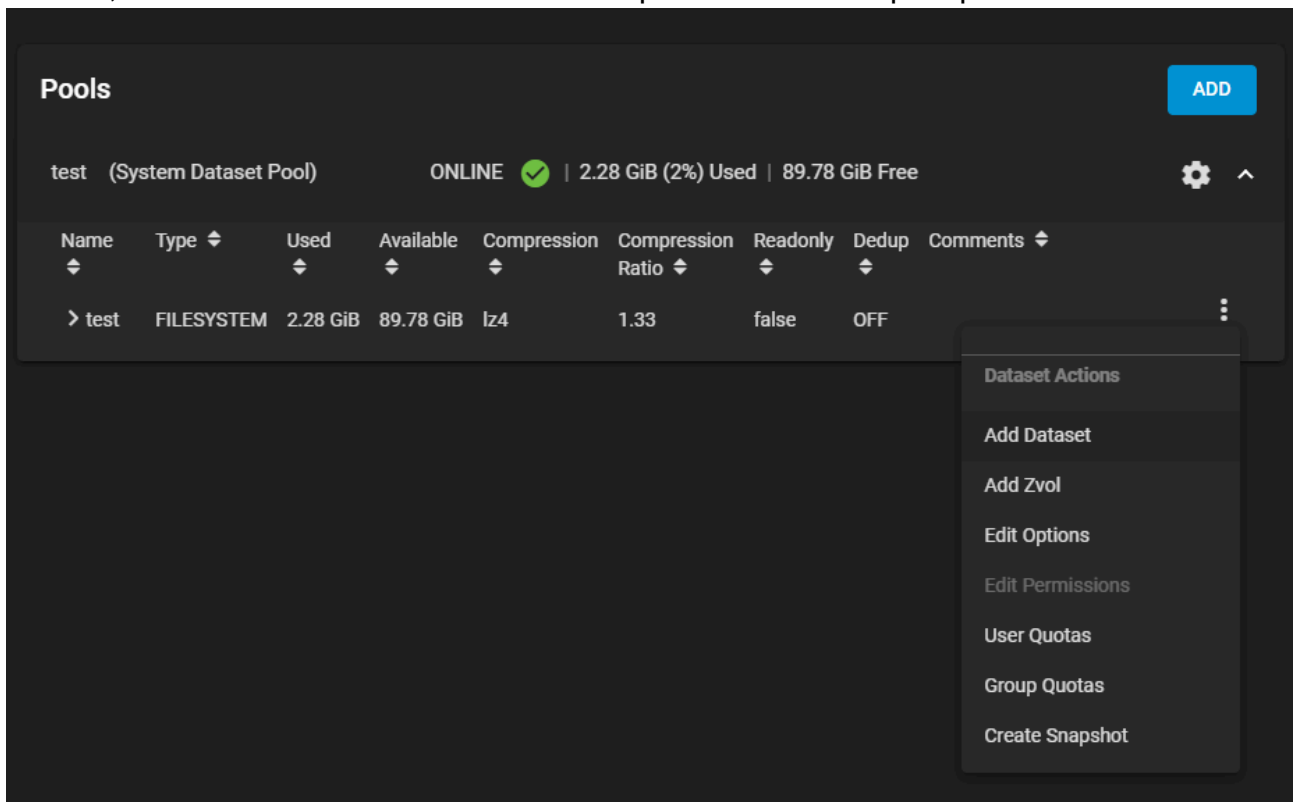 Pools
ADD
test (System Dataset Pool) ONLINE | 2.28 GiB (2%) Used | 89.78 GiB Free
Name Type Used Available Compression Compression Readonly Dedup Comments
Ratio
test FILESYSTEM 2.28 GiB 89.78 GiB lz4 1.33 false OFF
Dataset Actions
Add Dataset
Add Zvol
Edit Options
Edit Permissions
User Quotas
Group Quotas
Create Snapshot